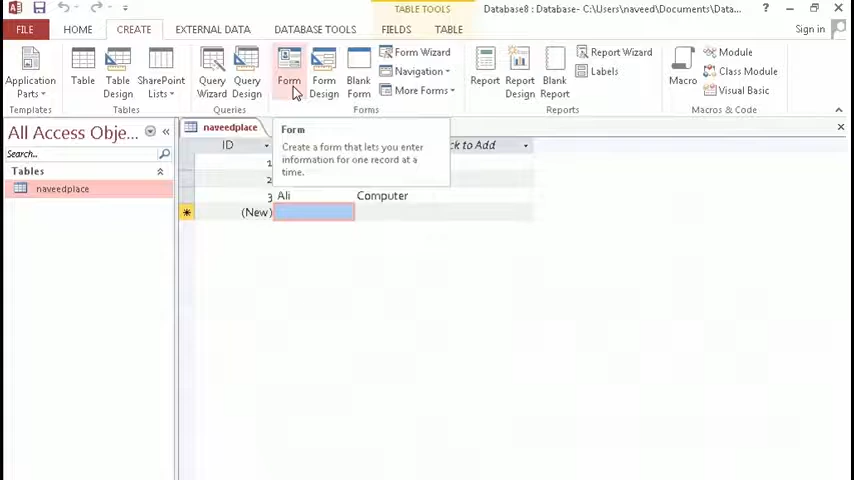 TABLE TOOLS
Database8 : Database- C:\Users\naveed\Documents\Data...
FILE
HOME
CREATE
EXTERNAL DATA
DATABASE TOOLS
FIELDS
TABLE
Sign in
Application Parts
Table
Table Design
SharePoint Lists
Query Wizard
Query Design
Form
Form Design
Blank Form
Form Wizard
Navigation
More Forms
Report
Report Design
Blank Report
Report Wizard
Labels
Macro
Module
Class Module
Visual Basic
Templates
Tables
Queries
Forms
Reports
Macros & Code
All Access Obje...
Search...
Tables
naveedplace
naveedplace
Form
Create a form that lets you enter
information for one record at a
time.
ID
ck to Add
1
2
3 Ali Computer
(New)